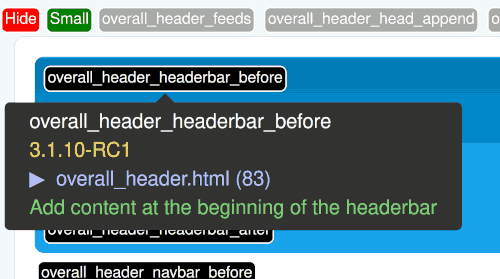 Hide Small overall_header_feeds overall_header_head_append
overall_header_headerbar_before
overall_header_headerbar_before
3.1.10-RC1
▶ overall_header.html (83)
Add content at the beginning of the headerbar
overall_header_headerbar_after
overall_header_navbar_before